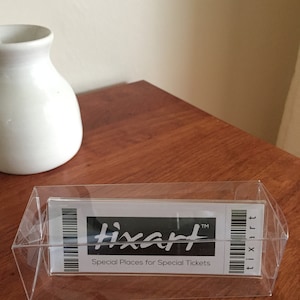 tixart™
Special Places for Special Tickets.
tixart